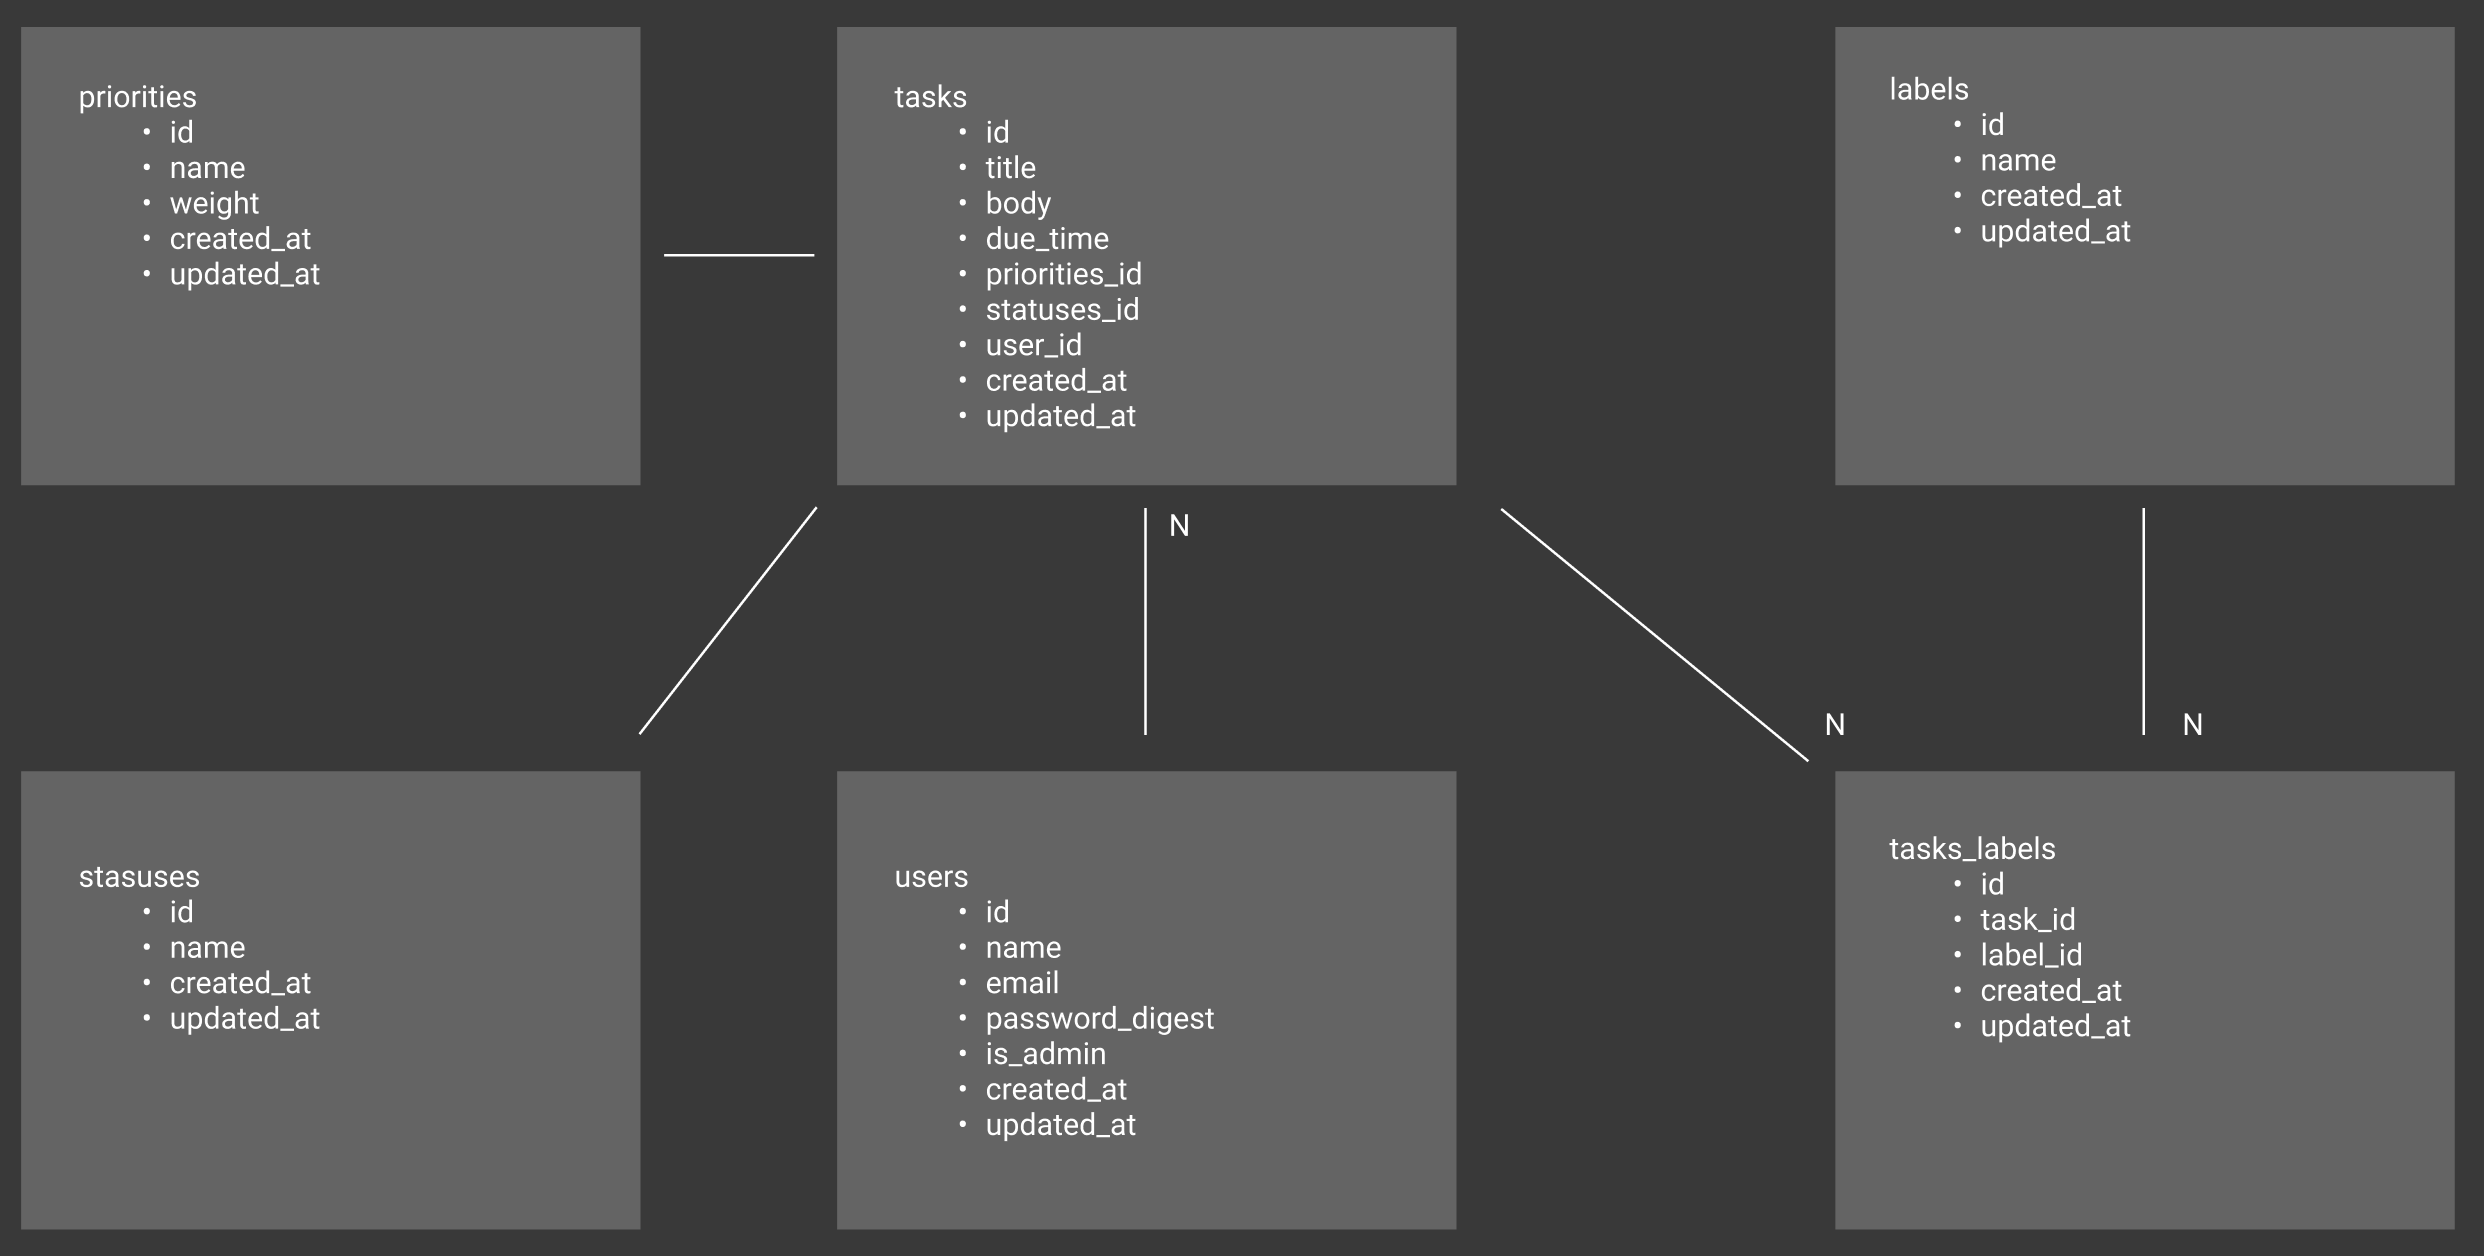 priorities
• id
• name
• weight
• created_at
• updated_at
tasks
• id
• title
• body
• due_time
• priorities_id
• statuses_id
• user_id
• created_at
• updated_at
labels
• id
• name
• created_at
• updated_at
N
N
N
stasuses
• id
• name
• created_at
• updated_at
users
• id
• name
• email
• password_digest
• is_admin
• created_at
• updated_at
tasks_labels
• id
• task_id
• label_id
• created_at
• updated_at